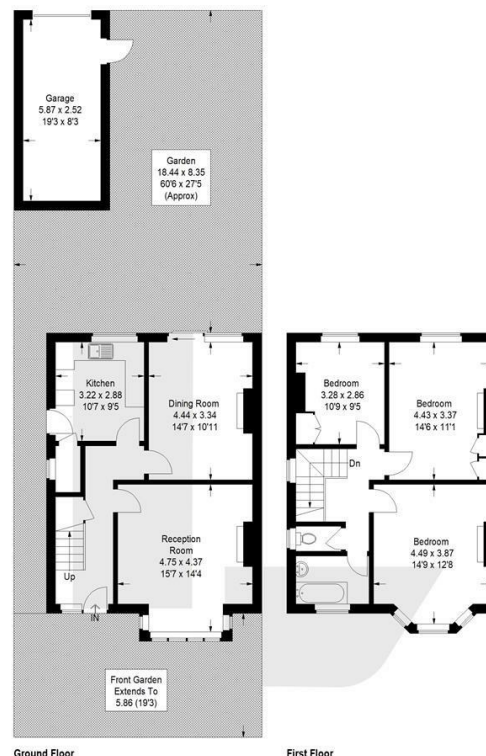 Garage
5.87 x 2.52
19'3 x 8'3
Garden
18.44 x 8.35
60'6 x 27'5
(Approx)
Kitchen
3.22 x 2.88
10'7 x 9'5
Dining Room
4.44 x 3.34
14'7 x 10'11
Reception
Room
4.75 x 4.37
15'7 x 14'4
Up
IN
Front Garden
Extends To
5.86 (19'3)
Ground Floor
Bedroom
3.28 x 2.86
10'9 x 9'5
Bedroom
4.43 x 3.37
14'6 x 11'1
Dn
Bedroom
4.49 x 3.87
14'9 x 12'8
First Floor